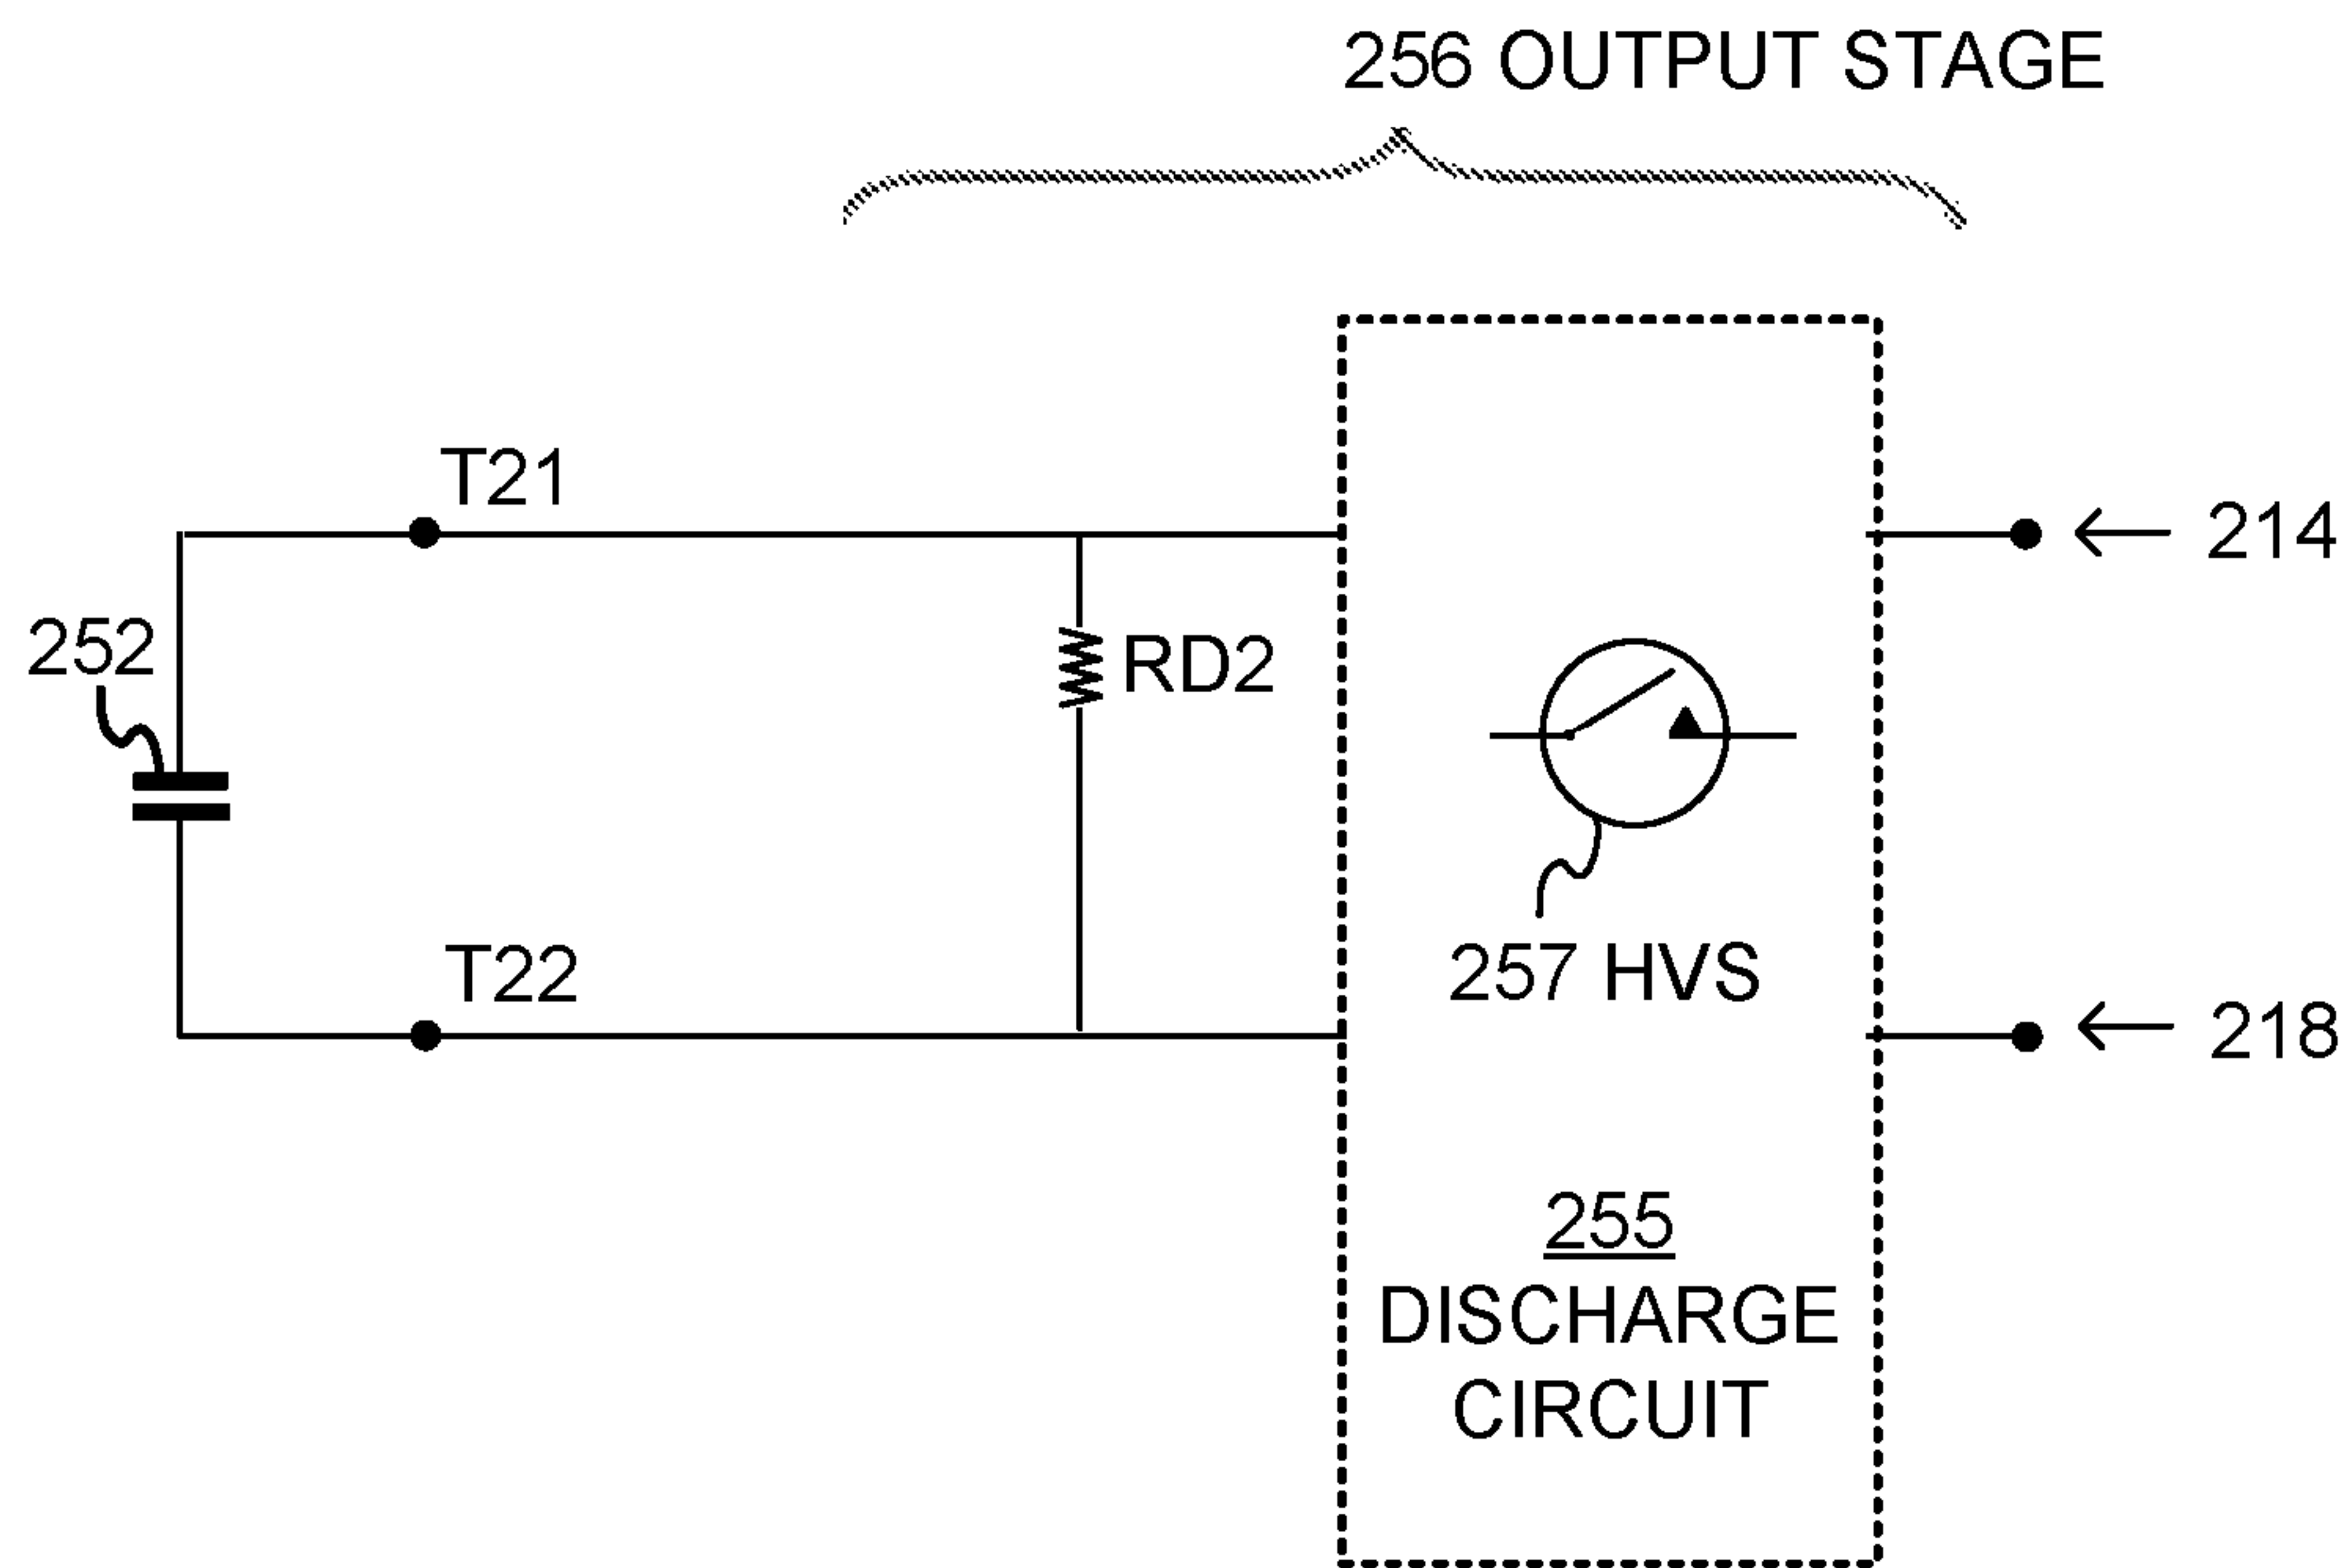 256 OUTPUT STAGE
T21
214
252
RD2
T22
257 HVS
218
255
DISCHARGE
CIRCUIT